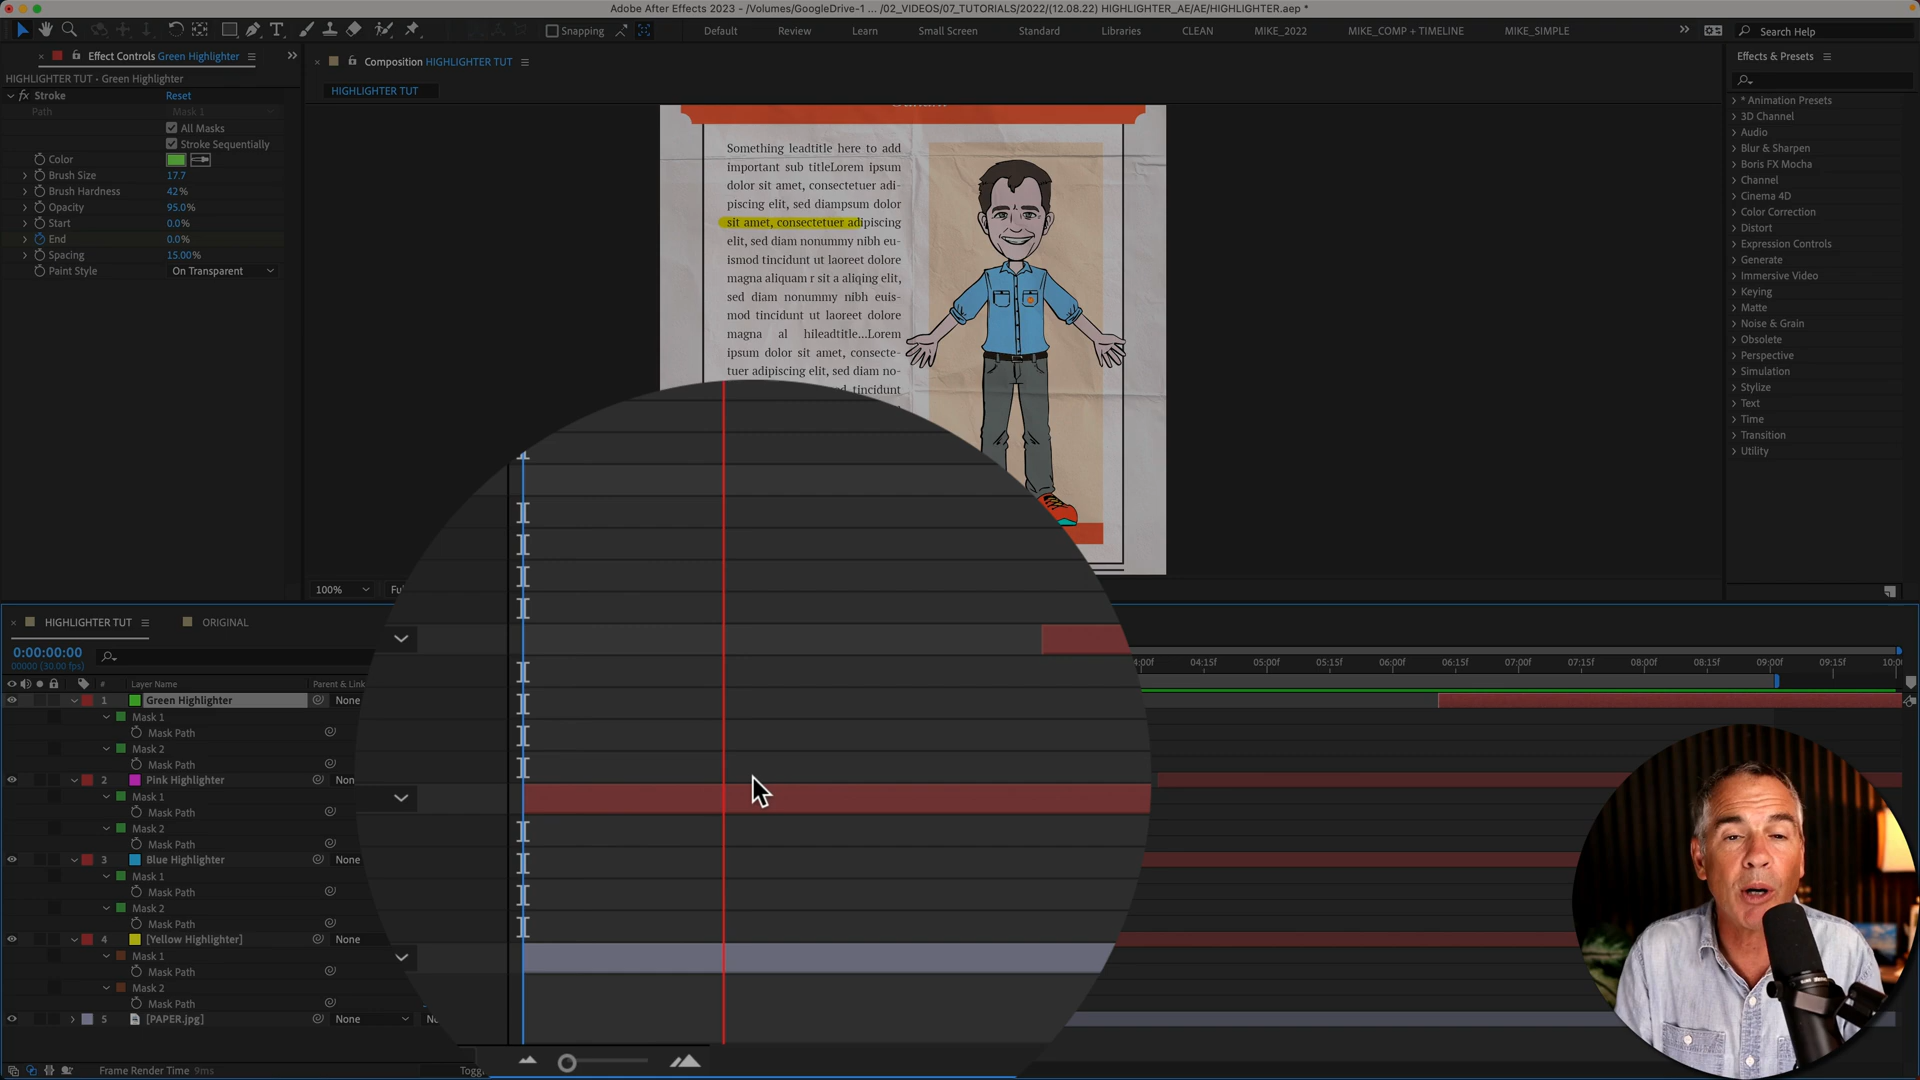 Adobe After Effects 2023 - /Volumes/GoogleDrive-1 ... /02_VIDEOS/07_TUTORIALS/2022/(12.08.22) HIGHLIGHTER_AE/AE/HIGHLIGHTER.aep *
Snapping
Default Review Learn Small Screen Standard Libraries CLEAN MIKE_2022 MIKE_COMP + TIMELINE MIKE_SIMPLE
Search Help
Effect Controls Green Highlighter
HIGHLIGHTER TUT • Green Highlighter
fx Stroke Reset
Path Mask 1
All Masks
Stroke Sequentially
Color
Brush Size 17.7
Brush Hardness 42%
Opacity 95.0%
Start 0.0%
End 0.0%
Spacing 15.00%
Paint Style On Transparent
Composition HIGHLIGHTER TUT
HIGHLIGHTER TUT
Something leadtitle here to add
important sub titleLorem ipsum
dolor sit amet, consectetuer adi-
piscing elit, sed diampsum dolor
sit amet, consectetuer adipiscing
elit, sed diam nonummy nibh eu-
ismod tincidunt ut laoreet dolore
magna aliquam r sit a aliqing elit,
sed diam nonummy nibh euis-
mod tincidunt ut laoreet dolore
magna al hileadtitle...Lorem
ipsum dolor sit amet, consecte-
tuer adipiscing elit, sed diam no-
tincidunt
100%
Effects & Presets
* Animation Presets
3D Channel
Audio
Blur & Sharpen
Boris FX Mocha
Channel
Cinema 4D
Color Correction
Distort
Expression Controls
Generate
Immersive Video
Keying
Matte
Noise & Grain
Obsolete
Perspective
Simulation
Stylize
Text
Time
Transition
Utility
HIGHLIGHTER TUT ORIGINAL
0:00:00:00
00000 (30.00 fps)
:00f 04:15f 05:00f 05:15f 06:00f 06:15f 07:00f 07:15f 08:00f 08:15f 09:00f 09:15f 10:0
# Layer Name Parent & Link
1 Green Highlighter None
Mask 1
Mask Path
Mask 2
Mask Path
2 Pink Highlighter Non
Mask 1
Mask Path
Mask 2
Mask Path
3 Blue Highlighter None
Mask 1
Mask Path
Mask 2
Mask Path
4 [Yellow Highlighter] None
Mask 1
Mask Path
Mask 2
Mask Path
5 [PAPER.jpg] None
Frame Render Time 9ms
Toggl